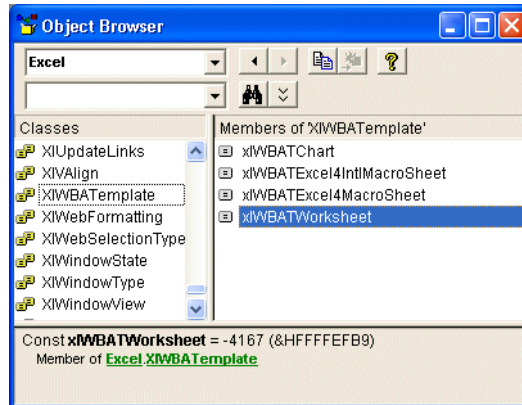 Object Browser
Excel
?
Classes
Members of 'XlWBATemplate'
XlUpdateLinks
XlVAlign
XlWBATemplate
XlWebFormatting
XlWebSelectionType
XlWindowState
XlWindowType
XlWindowView
xlWBATChart
xlWBATExcel4IntlMacroSheet
xlWBATExcel4MacroSheet
xlWBATWorksheet
Const xlWBATWorksheet = -4167 (&HFFFFEFB9)
Member of Excel.XlWBATemplate